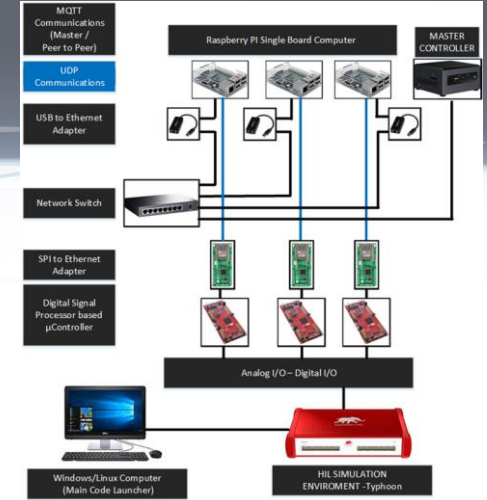 MQTT
Communications
(Master /
Peer to Peer)
Raspberry PI Single Board Computer
MASTER
CONTROLLER
UDP
Communications
USB to Ethernet
Adapter
Network Switch
SPI to Ethernet
Adapter
Digital Signal
Processor based
µController
Analog I/O – Digital I/O
Windows/Linux Computer
(Main Code Launcher)
HIL SIMULATION
ENVIROMENT -Typhoon